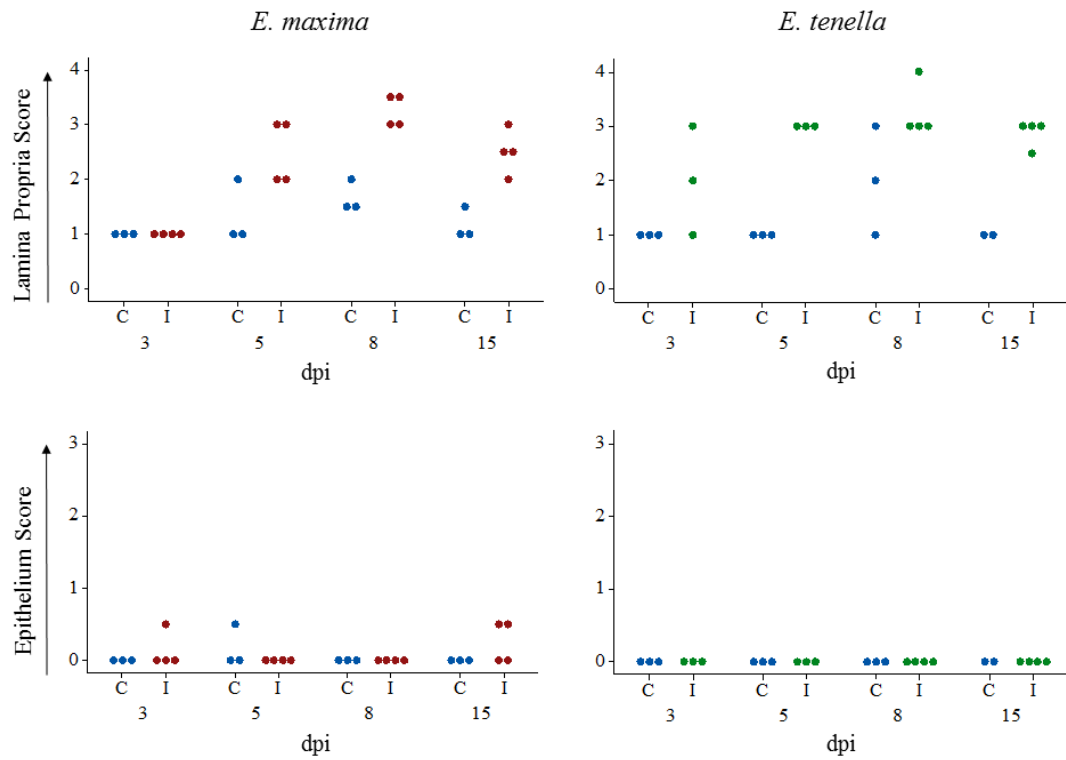 E. maxima
E. tenella
Lamina Propria Score
4
3
2
1
0
C I C I C I C I
3 5 8 15
dpi
4
3
2
1
0
C I C I C I C I
3 5 8 15
dpi
Epithelium Score
3
2
1
0
C I C I C I C I
3 5 8 15
dpi
3
2
1
0
C I C I C I C I
3 5 8 15
dpi